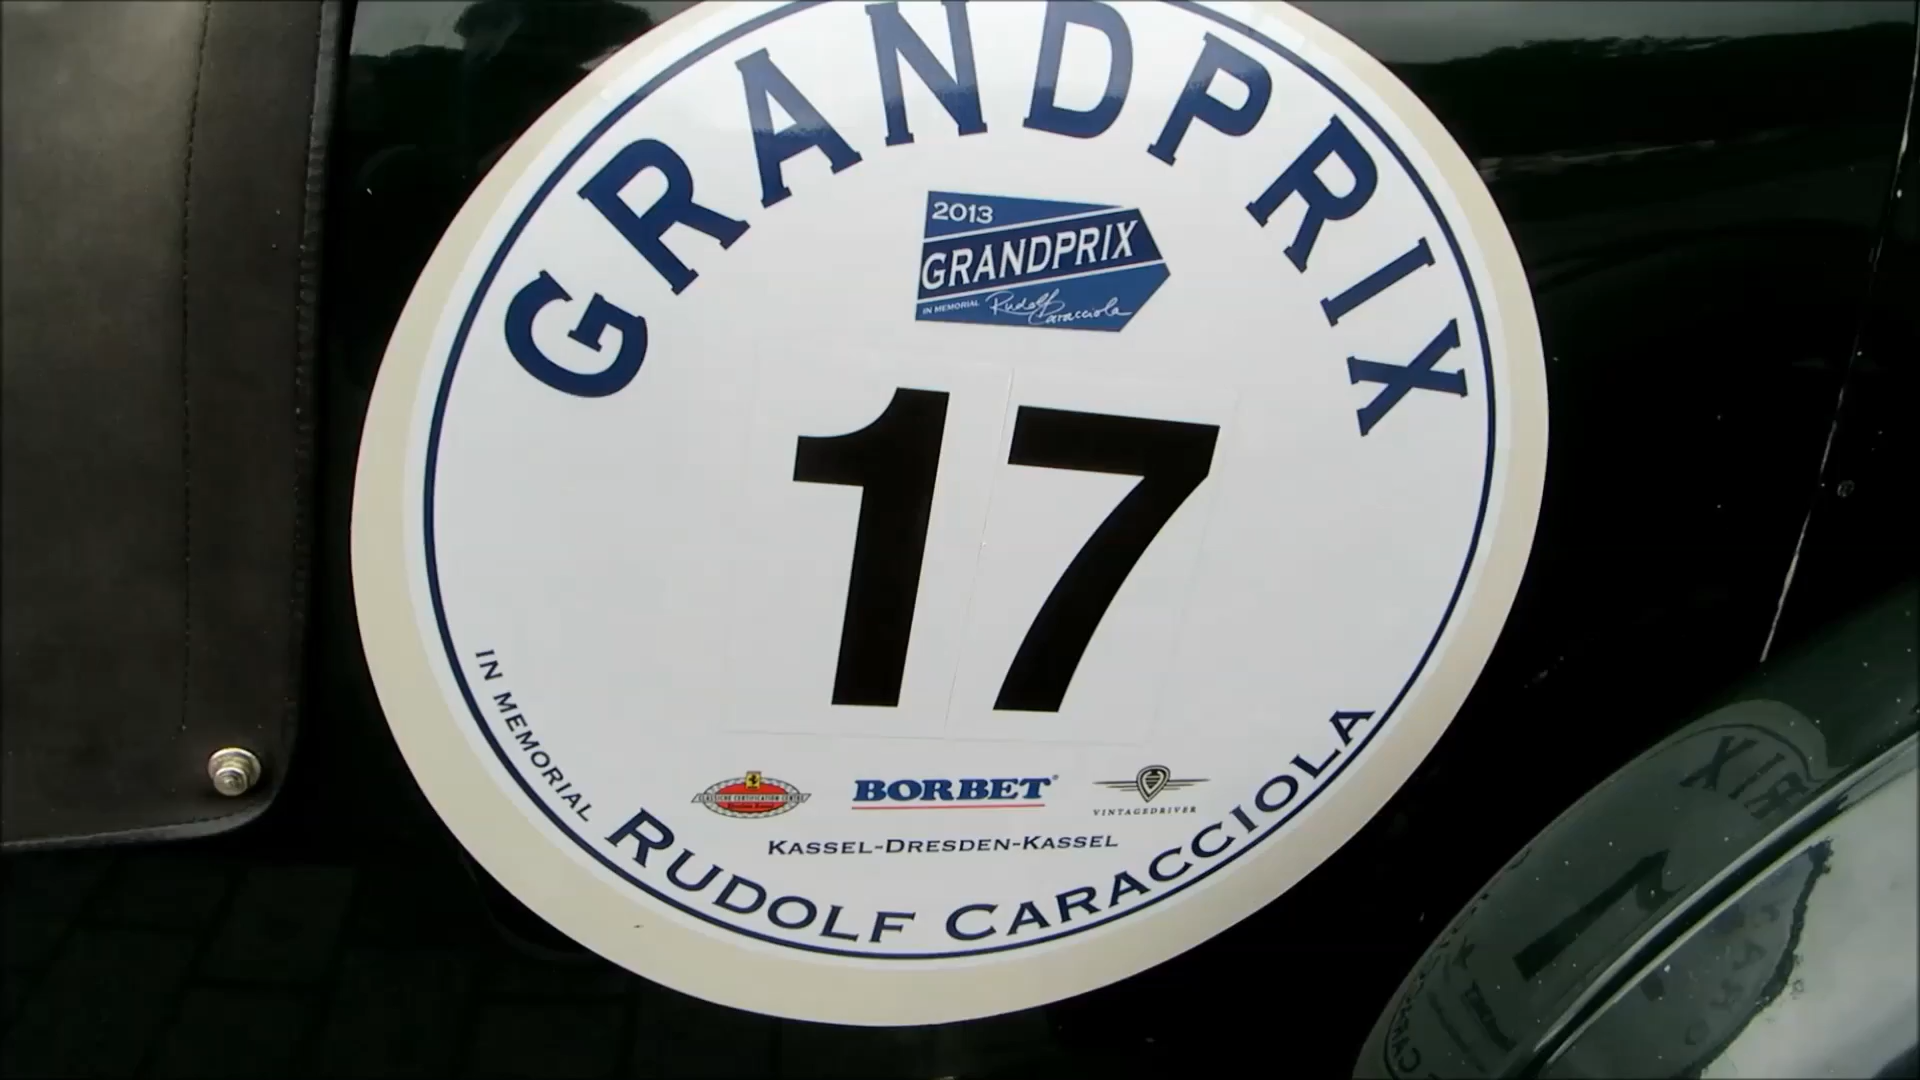 GRANDPRIX
2013
GRANDPRIX
IN MEMORIAL Rudolf Caracciola
17
BORBET®
VINTAGEDRIVER
KASSEL-DRESDEN-KASSEL
IN MEMORIAL RUDOLF CARACCIOLA